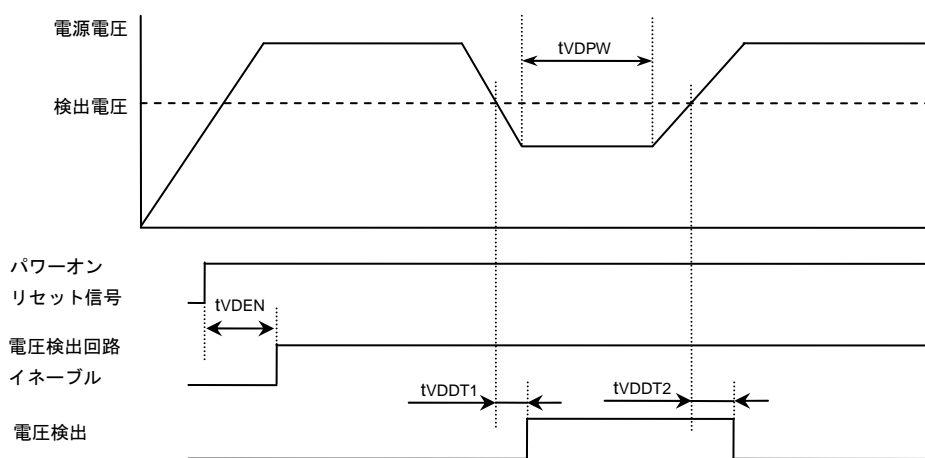 電源電圧
tVDPW
検出電圧
パワーオン
リセット信号
tVDEN
電圧検出回路
イネーブル
tVDDT1
tVDDT2
電圧検出